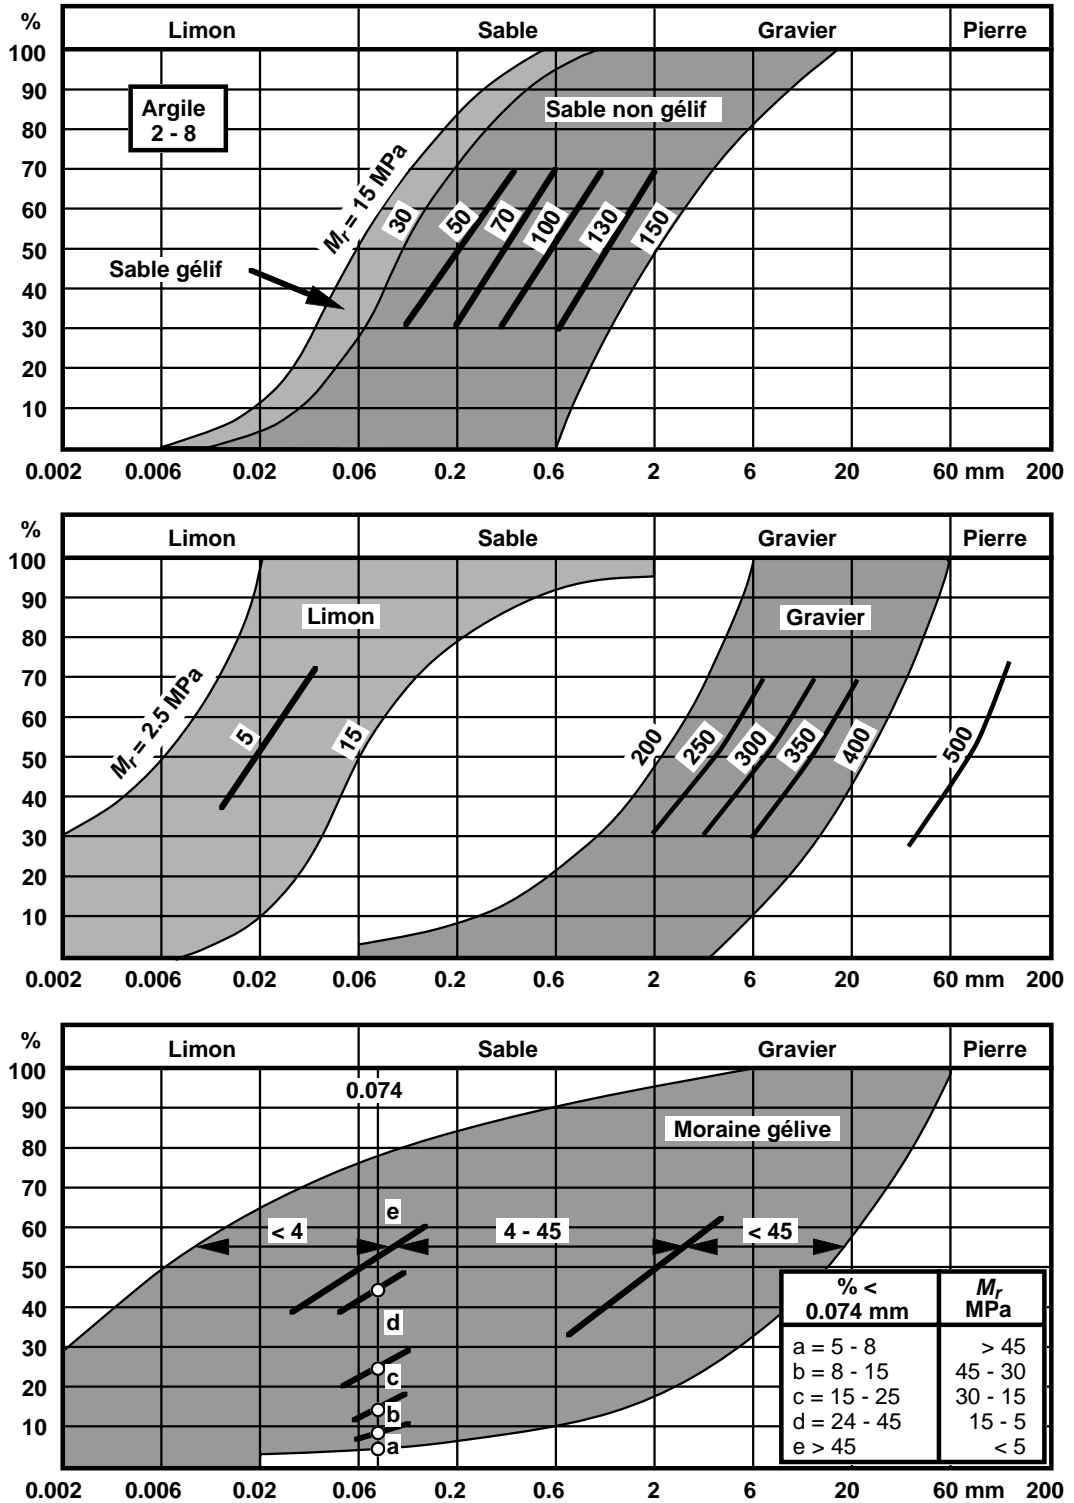 % Limon Sable Gravier Pierre
100
90
Argile
2 - 8
Sable non gélif
80
70
60
50
40
30
20
10
Mr = 15 MPa
30
50
70
100
130
150
Sable gélif
0.002 0.006 0.02 0.06 0.2 0.6 2 6 20 60 mm 200
% Limon Sable Gravier Pierre
100
90
80
70
60
50
40
30
20
10
Limon
Gravier
Mr = 2.5 MPa
5
15
200
250
300
350
400
500
0.002 0.006 0.02 0.06 0.2 0.6 2 6 20 60 mm 200
% Limon Sable Gravier Pierre
100
90
80
70
60
50
40
30
20
10
0.074
Moraine gélive
e
< 4
4 - 45
< 45
d
c
b
a
% < 0.074 mm
Mr MPa
a = 5 - 8 > 45
b = 8 - 15 45 - 30
c = 15 - 25 30 - 15
d = 24 - 45 15 - 5
e > 45 < 5
0.002 0.006 0.02 0.06 0.2 0.6 2 6 20 60 mm 200